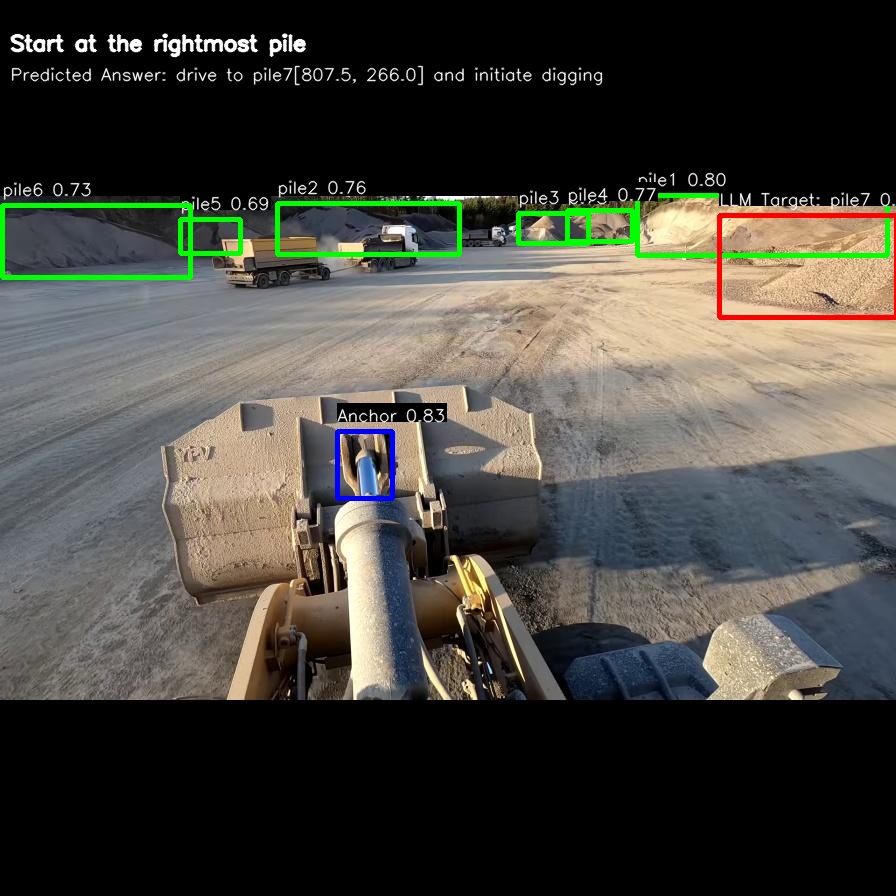 Start at the rightmost pile
Predicted Answer: drive to pile7[807.5, 266.0] and initiate digging
pile1 0.80
pile6 0.73
pile5 0.69
pile2 0.76
pile3
pile4 0.77
LLM Target: pile7 0.
Anchor 0.83